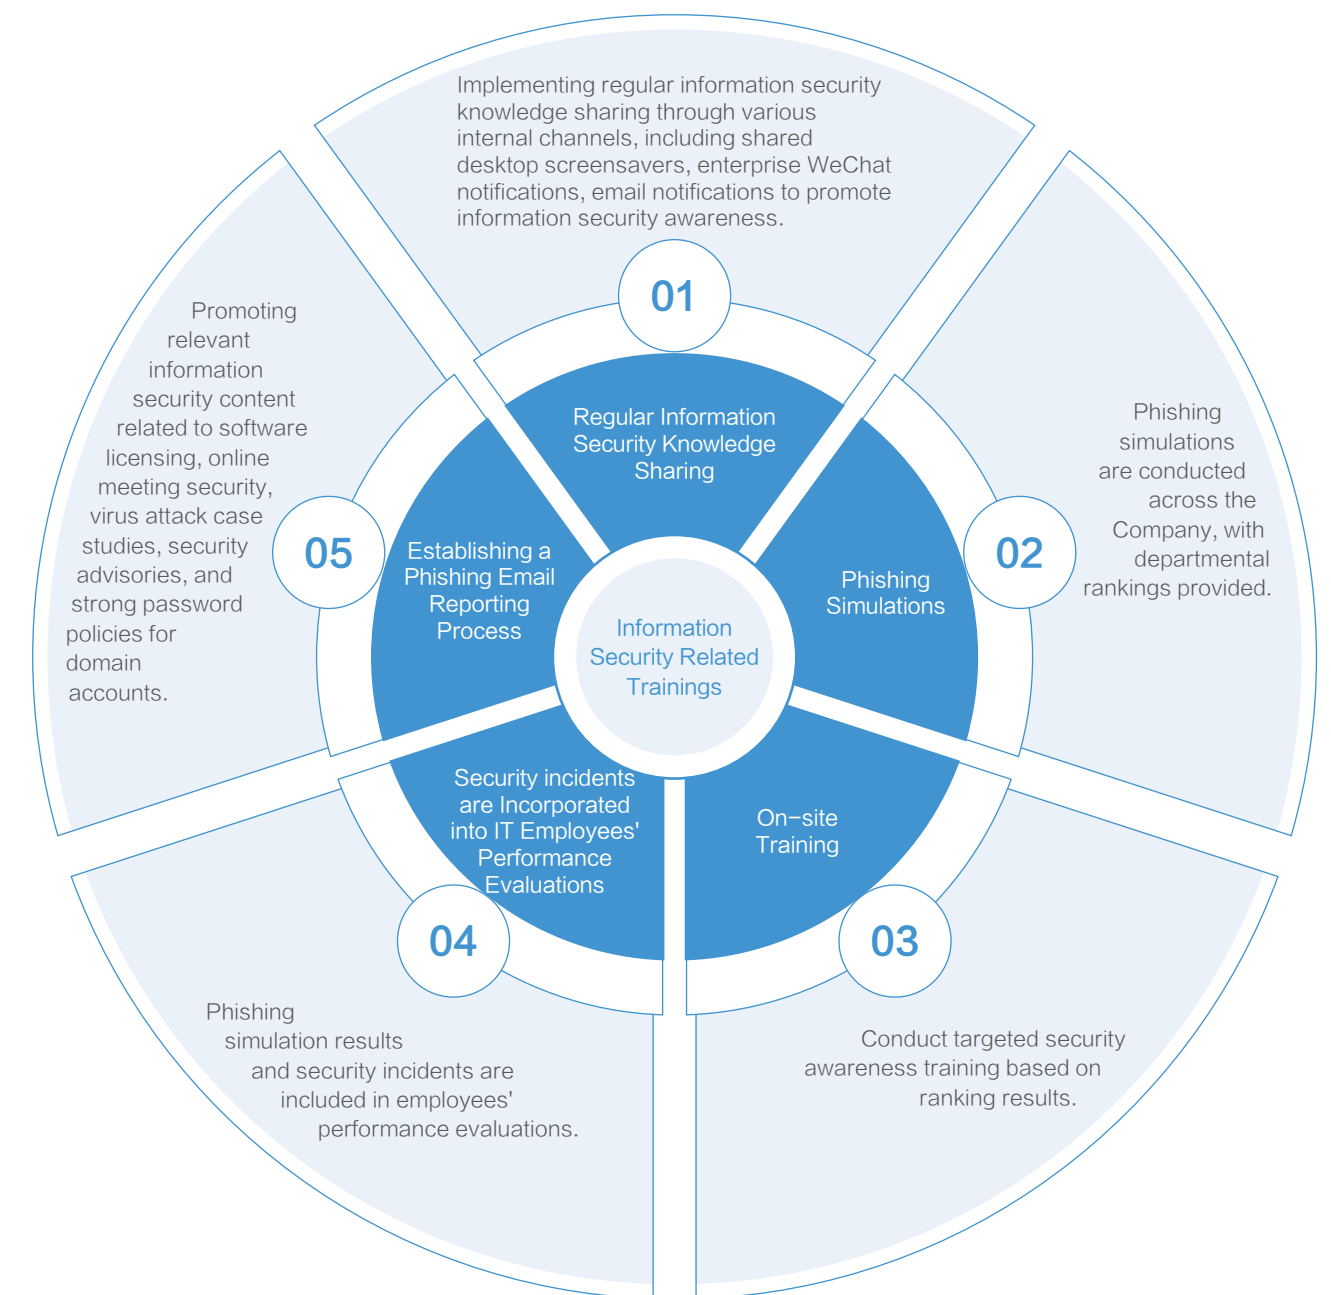 Implementing regular information security
knowledge sharing through various
internal channels, including shared
desktop screensavers, enterprise WeChat
notifications, email notifications to promote
information security awareness.
01
Regular Information
Security Knowledge
Sharing
Phishing
simulations
are conducted
across the
Company, with
departmental
rankings provided.
02
Phishing
Simulations
Conduct targeted security
awareness training based on
ranking results.
03
On-site
Training
Phishing
simulation results
and security incidents are
included in employees'
performance evaluations.
04
Security incidents
are Incorporated
into IT Employees'
Performance
Evaluations
Promoting
relevant
information
security content
related to software
licensing, online
meeting security,
virus attack case
studies, security
advisories, and
strong password
policies for
domain
accounts.
05
Establishing a
Phishing Email
Reporting
Process
Information
Security Related
Trainings